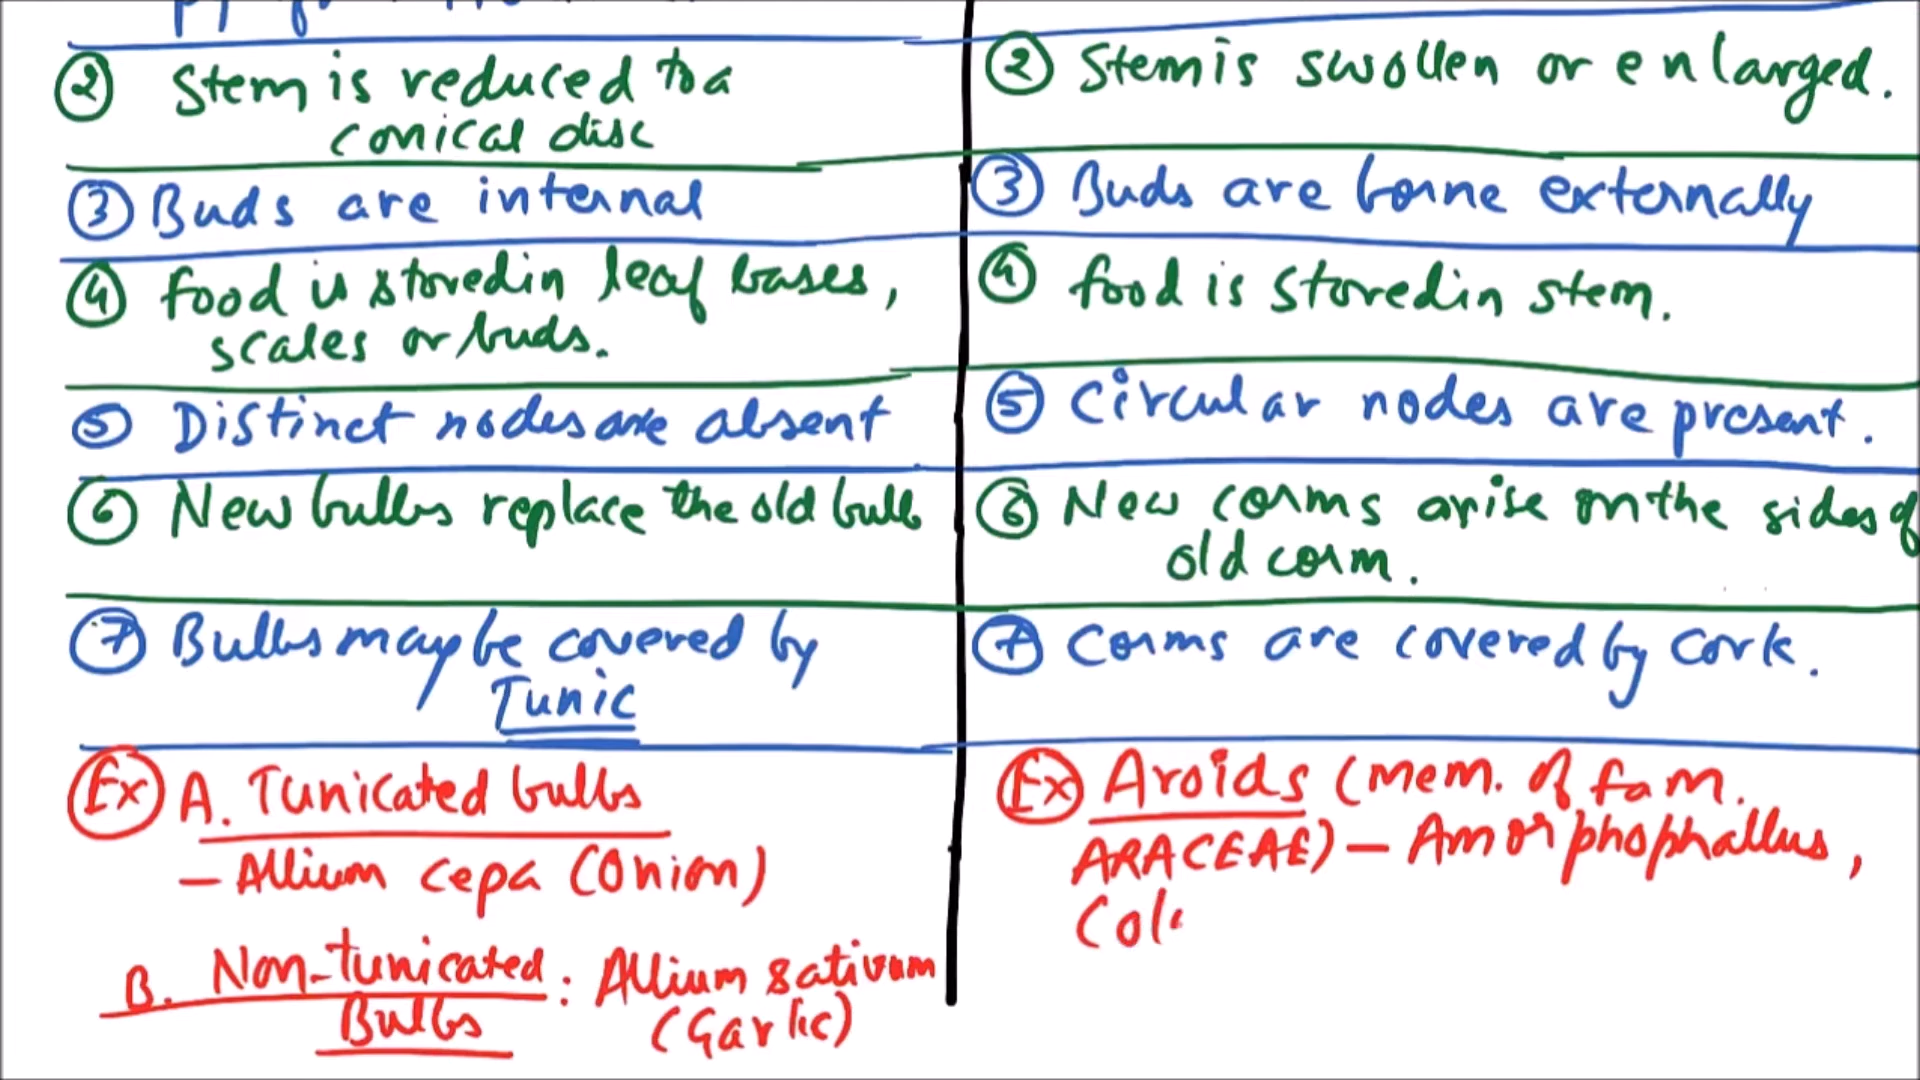 ② Stem is reduced to a
conical disc
③ Buds are internal
④ food is stored in leaf bases,
scales or buds.
⑤ Distinct nodes are absent
⑥ New bulbs replace the old bulb
⑦ Bulbs may be covered by
Tunic
Ex A. Tunicated bulbs
– Allium cepa (Onion)
B. Non-tunicated : Allium sativum
Bulbs (Garlic)
② Stem is swollen or enlarged.
③ Buds are borne externally
④ food is stored in stem.
⑤ Circular nodes are present.
⑥ New corms arise on the sides of
old corm.
⑦ Corms are covered by cork.
Ex Aroids (mem. of fam.
ARACEAE) – Amorphophallus,
Col